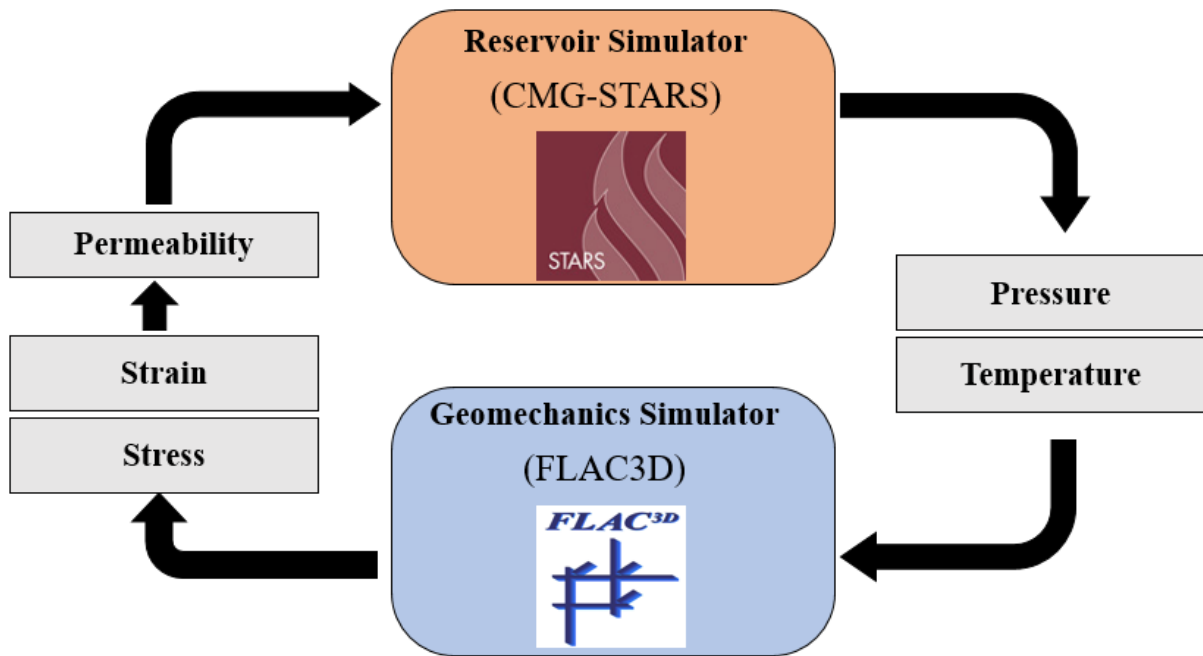 Reservoir Simulator
(CMG-STARS)
STARS
Permeability
Strain
Stress
Pressure
Temperature
Geomechanics Simulator
(FLAC3D)
FLAC³ᴰ